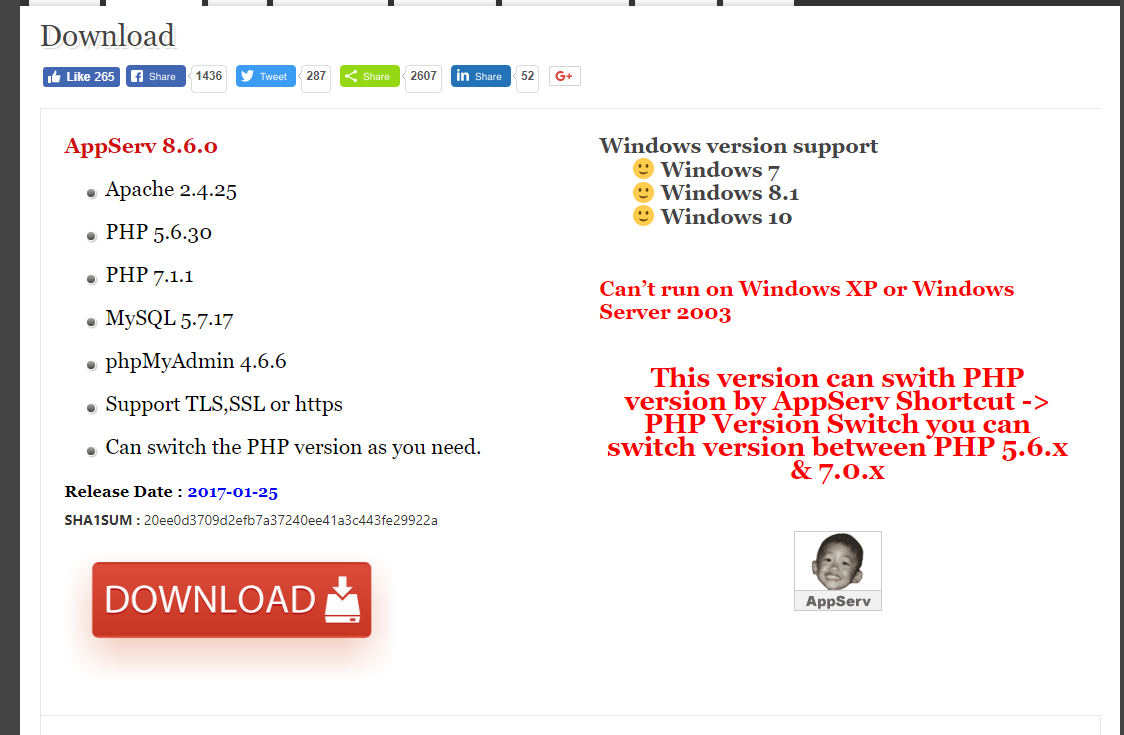 Download
Like 265 Share 1436 Tweet 287 Share 2607 Share 52 G+
AppServ 8.6.0
Apache 2.4.25
PHP 5.6.30
PHP 7.1.1
MySQL 5.7.17
phpMyAdmin 4.6.6
Support TLS,SSL or https
Can switch the PHP version as you need.
Release Date : 2017-01-25
SHA1SUM : 20ee0d3709d2efb7a37240ee41a3c443fe29922a
DOWNLOAD
Windows version support
Windows 7
Windows 8.1
Windows 10
Can’t run on Windows XP or Windows
Server 2003
This version can swith PHP
version by AppServ Shortcut ->
PHP Version Switch you can
switch version between PHP 5.6.x
& 7.0.x
AppServ